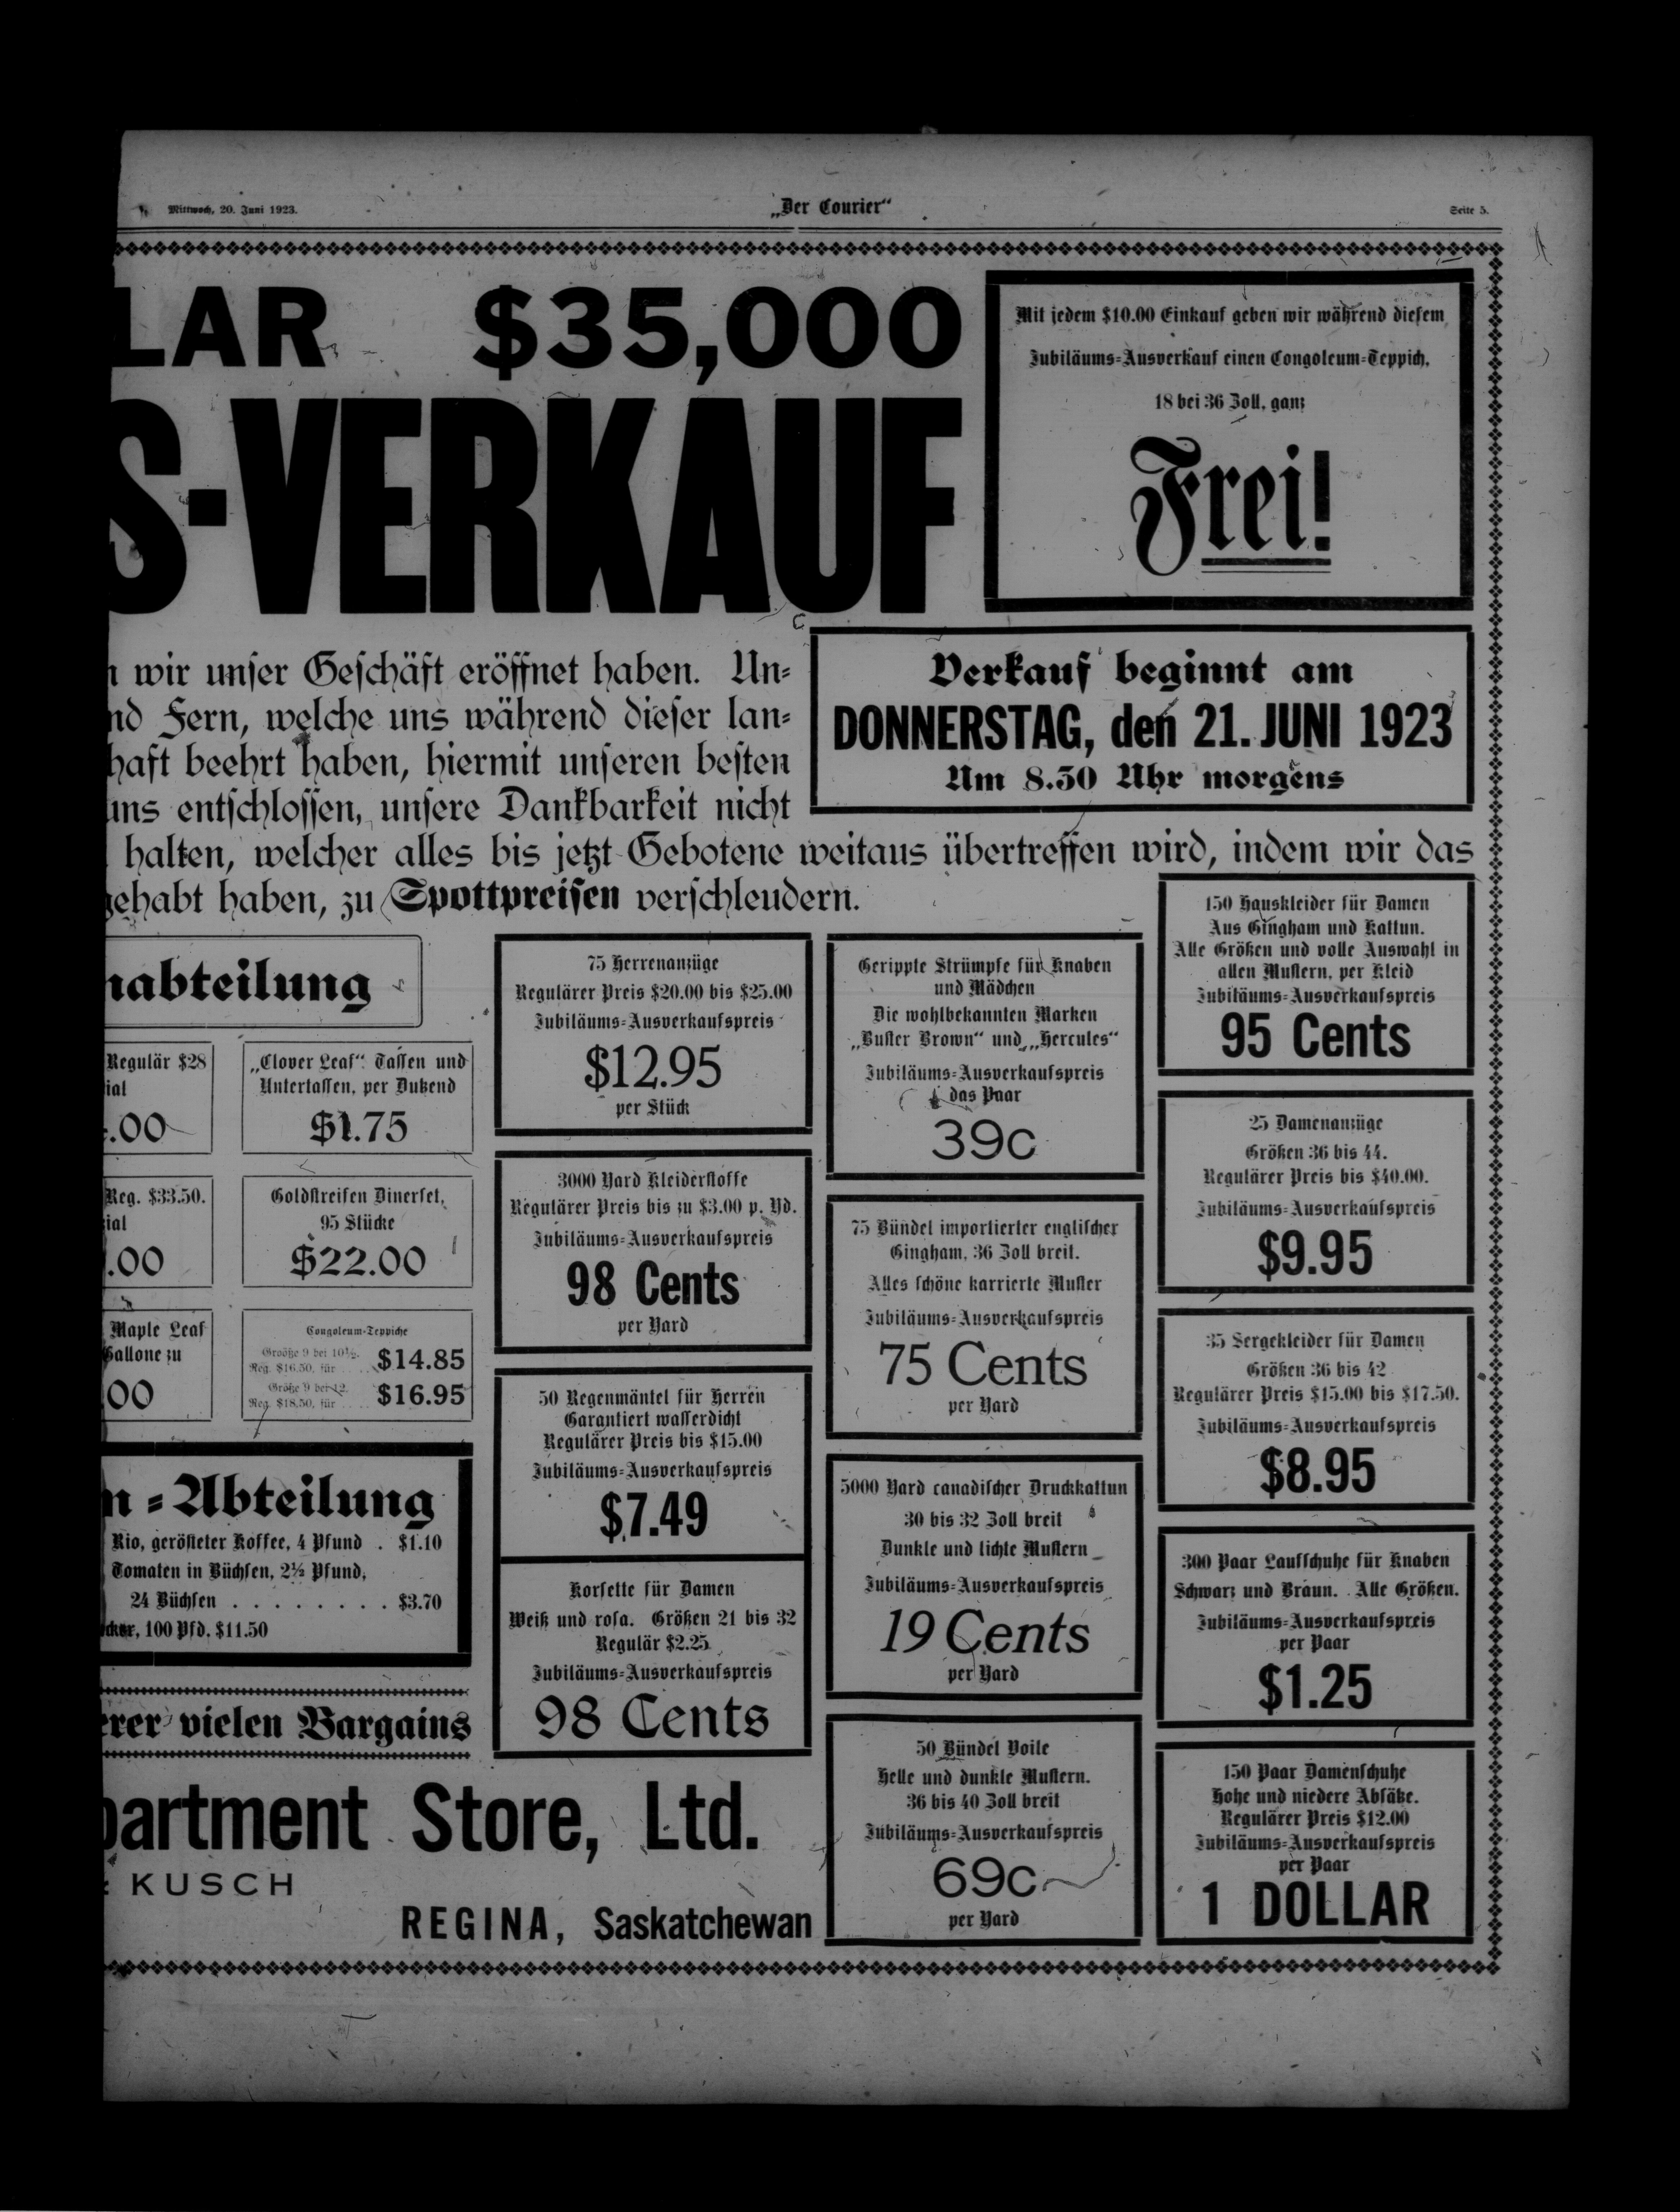 Mittwoch, 20. Juni 1923.
„Der Courier“
Seite 5.
LAR $35,000
S-VERKAUF
Mit jedem $10.00 Einkauf geben wir während diesem
Jubiläums-Ausverkauf einen Congoleum-Teppich,
18 bei 36 Zoll, ganz
Frei!
wir unser Geschäft eröffnet haben. Un-
nd Fern, welche uns während dieser lan-
haft beehrt haben, hiermit unseren besten
uns entschlossen, unsere Dankbarkeit nicht
halten, welcher alles bis jetzt Gebotene weitaus übertreffen wird, indem wir das
gehabt haben, zu Spottpreisen verschleudern.
Verkauf beginnt am
DONNERSTAG, den 21. JUNI 1923
Um 8.30 Uhr morgens
nabteilung
Regulär $28
ial
.00
„Clover Leaf“ Tassen und
Untertassen, per Dutzend
$1.75
Reg. $33.50.
ial
.00
Goldstreifen Dinerset,
95 Stücke
$22.00
Maple Leaf
Gallone zu
00
Congoleum-Teppiche
Groöße 9 bei 10½.
Reg. $16.50, für . . . . . $14.85
Größe 9 bei 12.
Reg. $18.50, für . . . . $16.95
n-Abteilung
Rio, gerösteter Koffee, 4 Pfund . $1.10
Tomaten in Büchsen, 2½ Pfund,
24 Büchsen . . . . . . . . $3.70
cker, 100 Pfd. $11.50
erer vielen Bargains
partment Store, Ltd.
& KUSCH
REGINA, Saskatchewan
75 Herrenanzüge
Regulärer Preis $20.00 bis $25.00
Jubiläums-Ausverkaufspreis
$12.95
per Stück
3000 Yard Kleiderstoffe
Regulärer Preis bis zu $3.00 p. Yd.
Jubiläums-Ausverkaufspreis
98 Cents
per Yard
50 Regenmäntel für Herren
Garantiert wasserdicht
Regulärer Preis bis $15.00
Jubiläums-Ausverkaufspreis
$7.49
Korsette für Damen
Weiß und rosa. Größen 21 bis 32
Regulär $2.25
Jubiläums-Ausverkaufspreis
98 Cents
Gerippte Strümpfe für Knaben
und Mädchen
Die wohlbekannten Marken
„Buster Brown“ und „Hercules“
Jubiläums-Ausverkaufspreis
das Paar
39c
75 Bündel importierter englischer
Gingham, 36 Zoll breit.
Alles schöne karrierte Muster
Jubiläums-Ausverkaufspreis
75 Cents
per Yard
5000 Yard canadischer Druckkattun
30 bis 32 Zoll breit
Dunkle und lichte Mustern
Jubiläums-Ausverkaufspreis
19 Cents
per Yard
50 Bündel Voile
Helle und dunkle Mustern.
36 bis 40 Zoll breit
Jubiläums-Ausverkaufspreis
69c
per Yard
150 Hauskleider für Damen
Aus Gingham und Kattun.
Alle Größen und volle Auswahl in
allen Mustern, per Kleid
Jubiläums-Ausverkaufspreis
95 Cents
25 Damenanzüge
Größen 36 bis 44.
Regulärer Preis bis $40.00.
Jubiläums-Ausverkaufspreis
$9.95
35 Sergekleider für Damen
Größen 36 bis 42
Regulärer Preis $15.00 bis $17.50.
Jubiläums-Ausverkaufspreis
$8.95
300 Paar Laufschuhe für Knaben
Schwarz und Braun. Alle Größen.
Jubiläums-Ausverkaufspreis
per Paar
$1.25
150 Paar Damenschuhe
Hohe und niedere Absätze.
Regulärer Preis $12.00
Jubiläums-Ausverkaufspreis
per Paar
1 DOLLAR